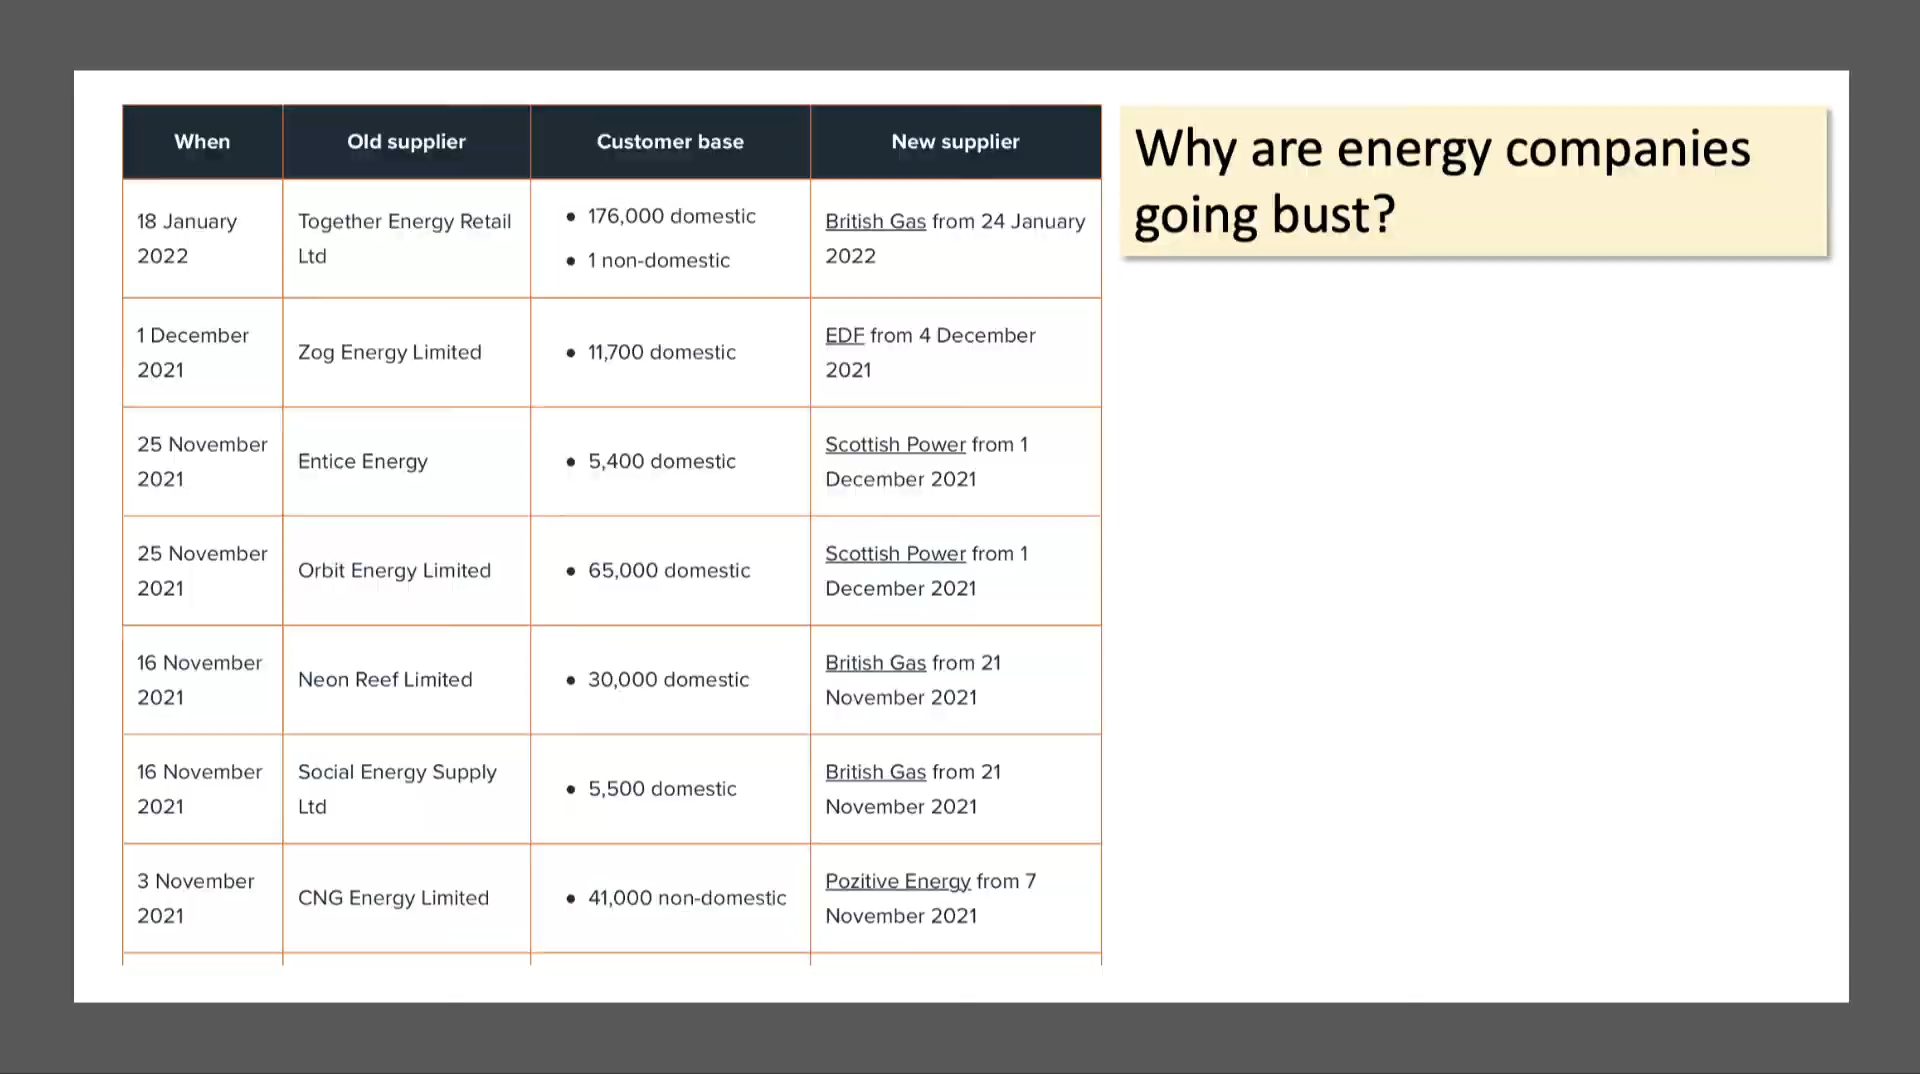 When Old supplier Customer base New supplier
18 January
2022
Together Energy Retail
Ltd
• 176,000 domestic
• 1 non-domestic
British Gas from 24 January
2022
1 December
2021
Zog Energy Limited
• 11,700 domestic
EDF from 4 December
2021
25 November
2021
Entice Energy
• 5,400 domestic
Scottish Power from 1
December 2021
25 November
2021
Orbit Energy Limited
• 65,000 domestic
Scottish Power from 1
December 2021
16 November
2021
Neon Reef Limited
• 30,000 domestic
British Gas from 21
November 2021
16 November
2021
Social Energy Supply
Ltd
• 5,500 domestic
British Gas from 21
November 2021
3 November
2021
CNG Energy Limited
• 41,000 non-domestic
Pozitive Energy from 7
November 2021
Why are energy companies
going bust?